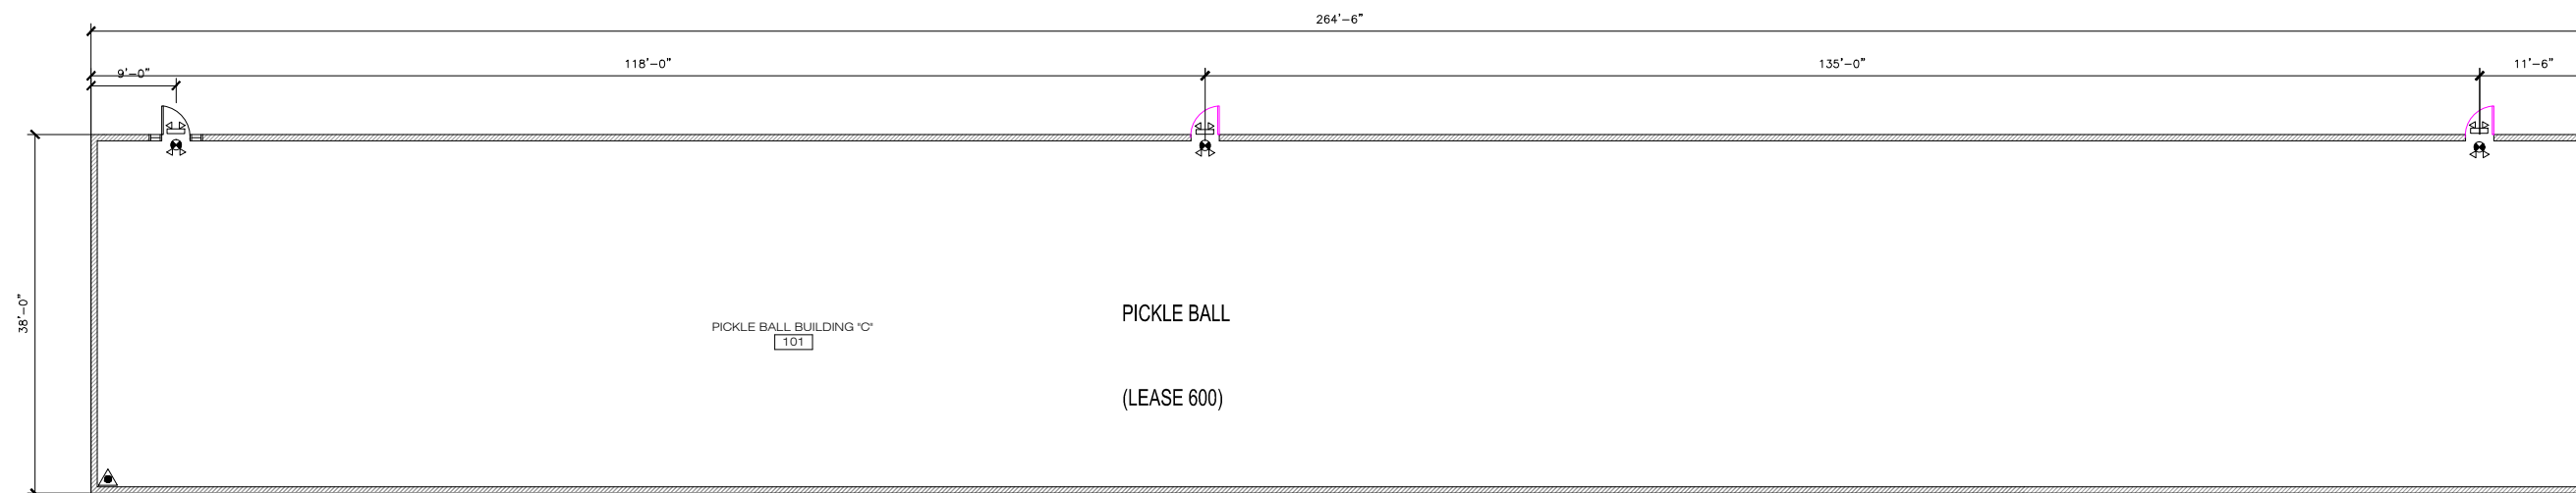 264'-6"
118'-0"
135'-0"
11'-6"
9'-0"
38'-0"
PICKLE BALL
PICKLE BALL BUILDING "C"
101
(LEASE 600)